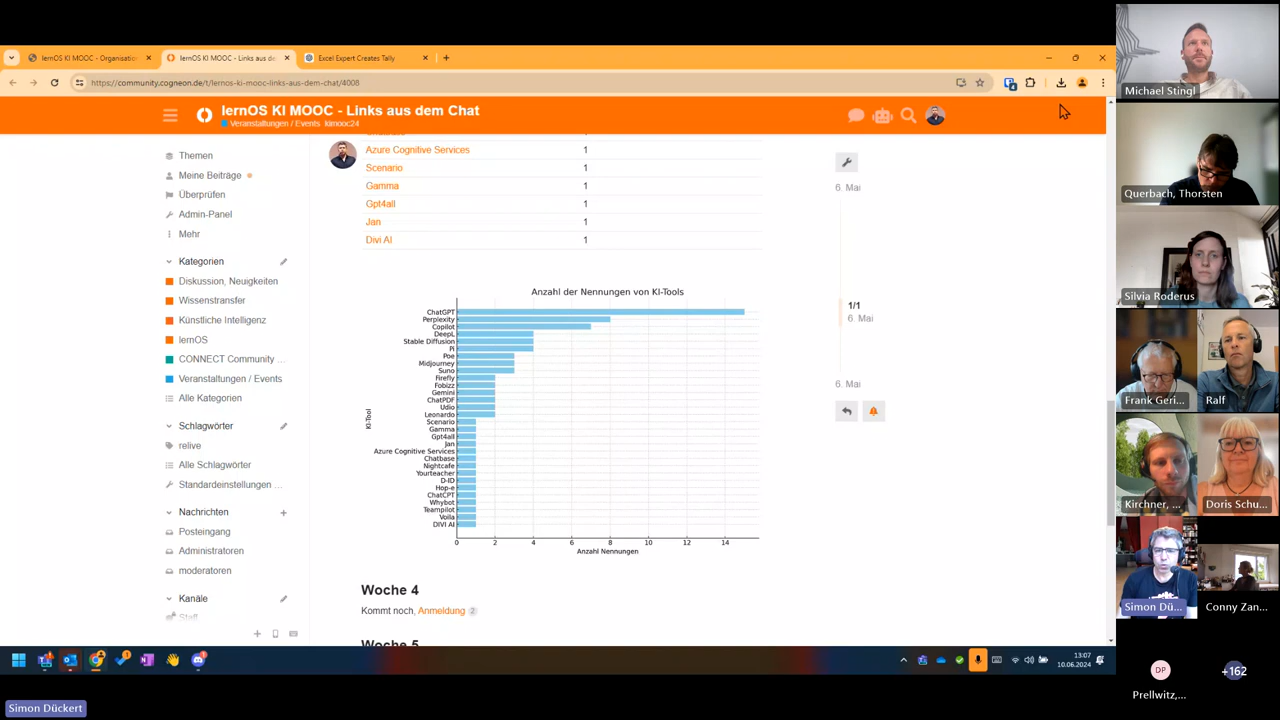 lernOS KI MOOC - Organisatio
lernOS KI MOOC - Links aus de
Excel Expert Creates Tally
https://community.cogneon.de/t/lernos-ki-mooc-links-aus-dem-chat/4008
lernOS KI MOOC - Links aus dem Chat
Veranstaltungen / Events kimooc24
Themen
Meine Beiträge
Überprüfen
Admin-Panel
Mehr
Kategorien
Diskussion, Neuigkeiten
Wissenstransfer
Künstliche Intelligenz
lernOS
CONNECT Community ...
Veranstaltungen / Events
Alle Kategorien
Schlagwörter
relive
Alle Schlagwörter
Standardeinstellungen ...
Nachrichten
Posteingang
Administratoren
moderatoren
Kanäle
Staff
Azure Cognitive Services 1
Scenario 1
Gamma 1
Gpt4all 1
Jan 1
Divi AI 1
Anzahl der Nennungen von KI-Tools
KI-Tool
ChatGPT
Perplexity
Copilot
DeepL
Stable Diffusion
Pi
Poe
Midjourney
Suno
Firefly
Fobizz
Gemini
ChatPDF
Udio
Leonardo
Scenario
Gamma
Gpt4all
Jan
Azure Cognitive Services
Chatbase
Nightcafe
Yourteacher
D-ID
Hop-e
ChatCPT
Whybot
Teampilot
Voila
DIVI AI
0 2 4 6 8 10 12 14
Anzahl Nennungen
Woche 4
Kommt noch, Anmeldung 2
Woche 5
6. Mai
1/1
6. Mai
6. Mai
13:07
10.06.2024
Michael Stingl
Querbach, Thorsten
Silvia Roderus
Frank Geri...
Ralf
Kirchner, ...
Doris Schu...
Simon Dü...
Conny Zan...
DP
Prellwitz,...
+162
Simon Dückert